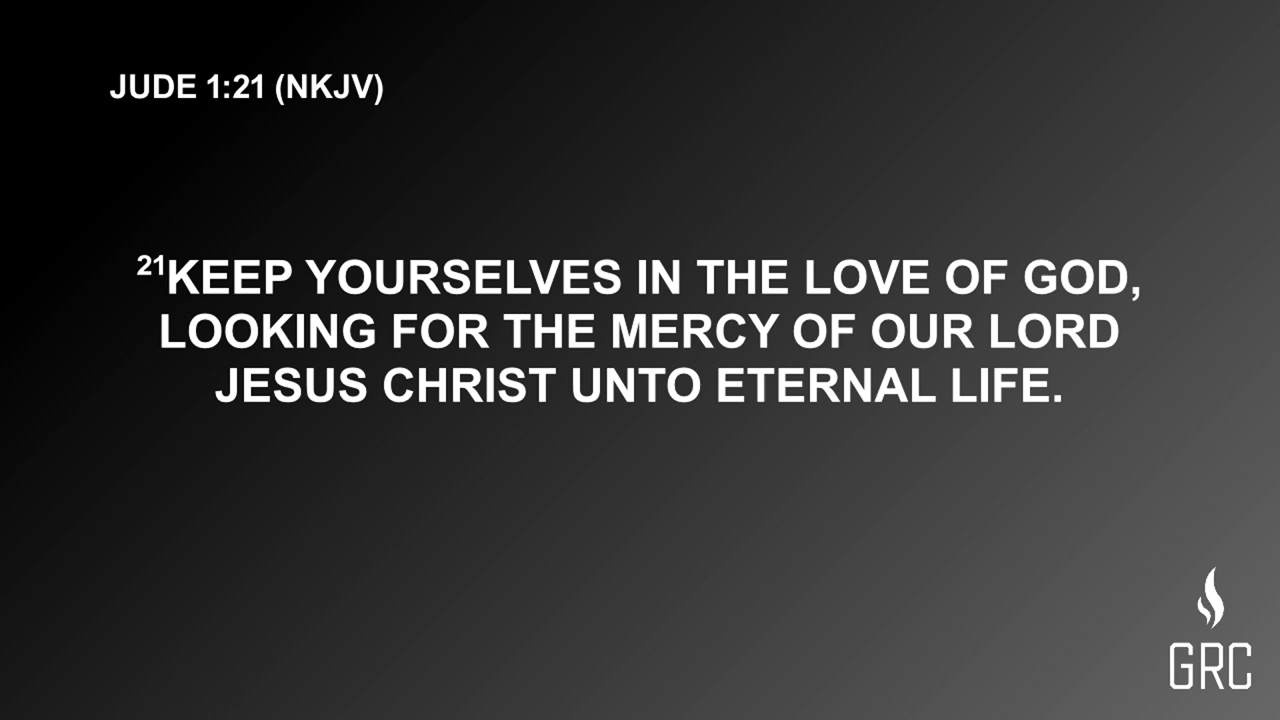 JUDE 1:21 (NKJV)
²¹KEEP YOURSELVES IN THE LOVE OF GOD,
LOOKING FOR THE MERCY OF OUR LORD
JESUS CHRIST UNTO ETERNAL LIFE.
GRC